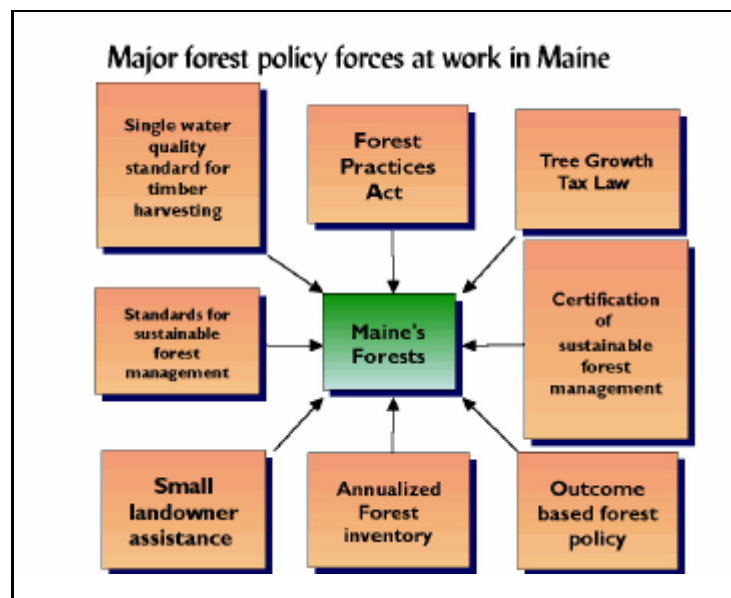 Major forest policy forces at work in Maine
Single water
quality
standard for
timber
harvesting
Forest
Practices
Act
Tree Growth
Tax Law
Standards for
sustainable
forest
management
Maine's
Forests
Certification
of
sustainable
forest
management
Small
landowner
assistance
Annualized
Forest
inventory
Outcome
based forest
policy